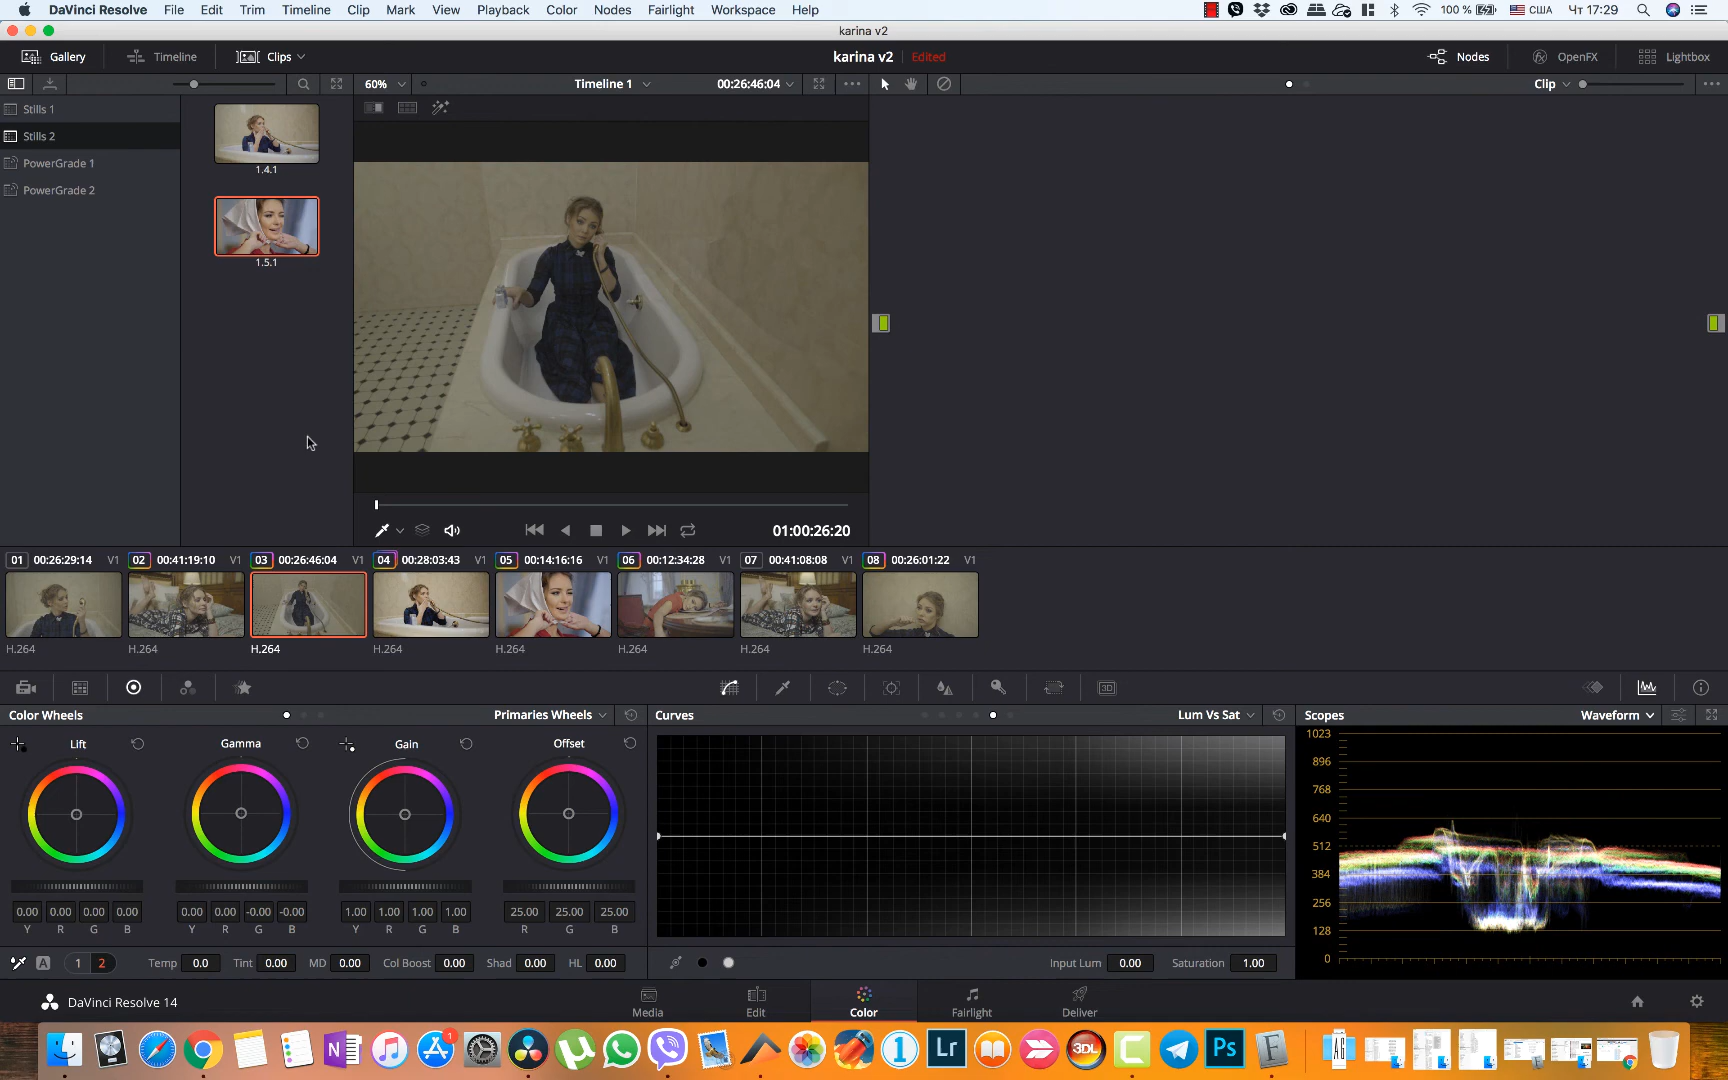 DaVinci Resolve File Edit Trim Timeline Clip Mark View Playback Color Nodes Fairlight Workspace Help 100 % США Чт 17:29
karina v2
Gallery Timeline Clips karina v2 Edited Nodes OpenFX Lightbox
60% Timeline 1 00:26:46:04 Clip
Stills 1
Stills 2
PowerGrade 1
PowerGrade 2
1.4.1
1.5.1
01:00:26:20
01 00:26:29:14 V1 02 00:41:19:10 V1 03 00:26:46:04 V1 04 00:28:03:43 V1 05 00:14:16:16 V1 06 00:12:34:28 V1 07 00:41:08:08 V1 08 00:26:01:22 V1
H.264 H.264 H.264 H.264 H.264 H.264 H.264 H.264
3D
Color Wheels Primaries Wheels Curves Lum Vs Sat Scopes Waveform
Lift Gamma Gain Offset
1023
896
768
640
512
384
256
128
0
0.00 0.00 0.00 0.00 0.00 0.00 -0.00 -0.00 1.00 1.00 1.00 1.00 25.00 25.00 25.00
Y R G B Y R G B Y R G B R G B
A 1 2 Temp 0.0 Tint 0.00 MD 0.00 Col Boost 0.00 Shad 0.00 HL 0.00 Input Lum 0.00 Saturation 1.00
DaVinci Resolve 14 Media Edit Color Fairlight Deliver
N 1 1 Lr 3DL Ps